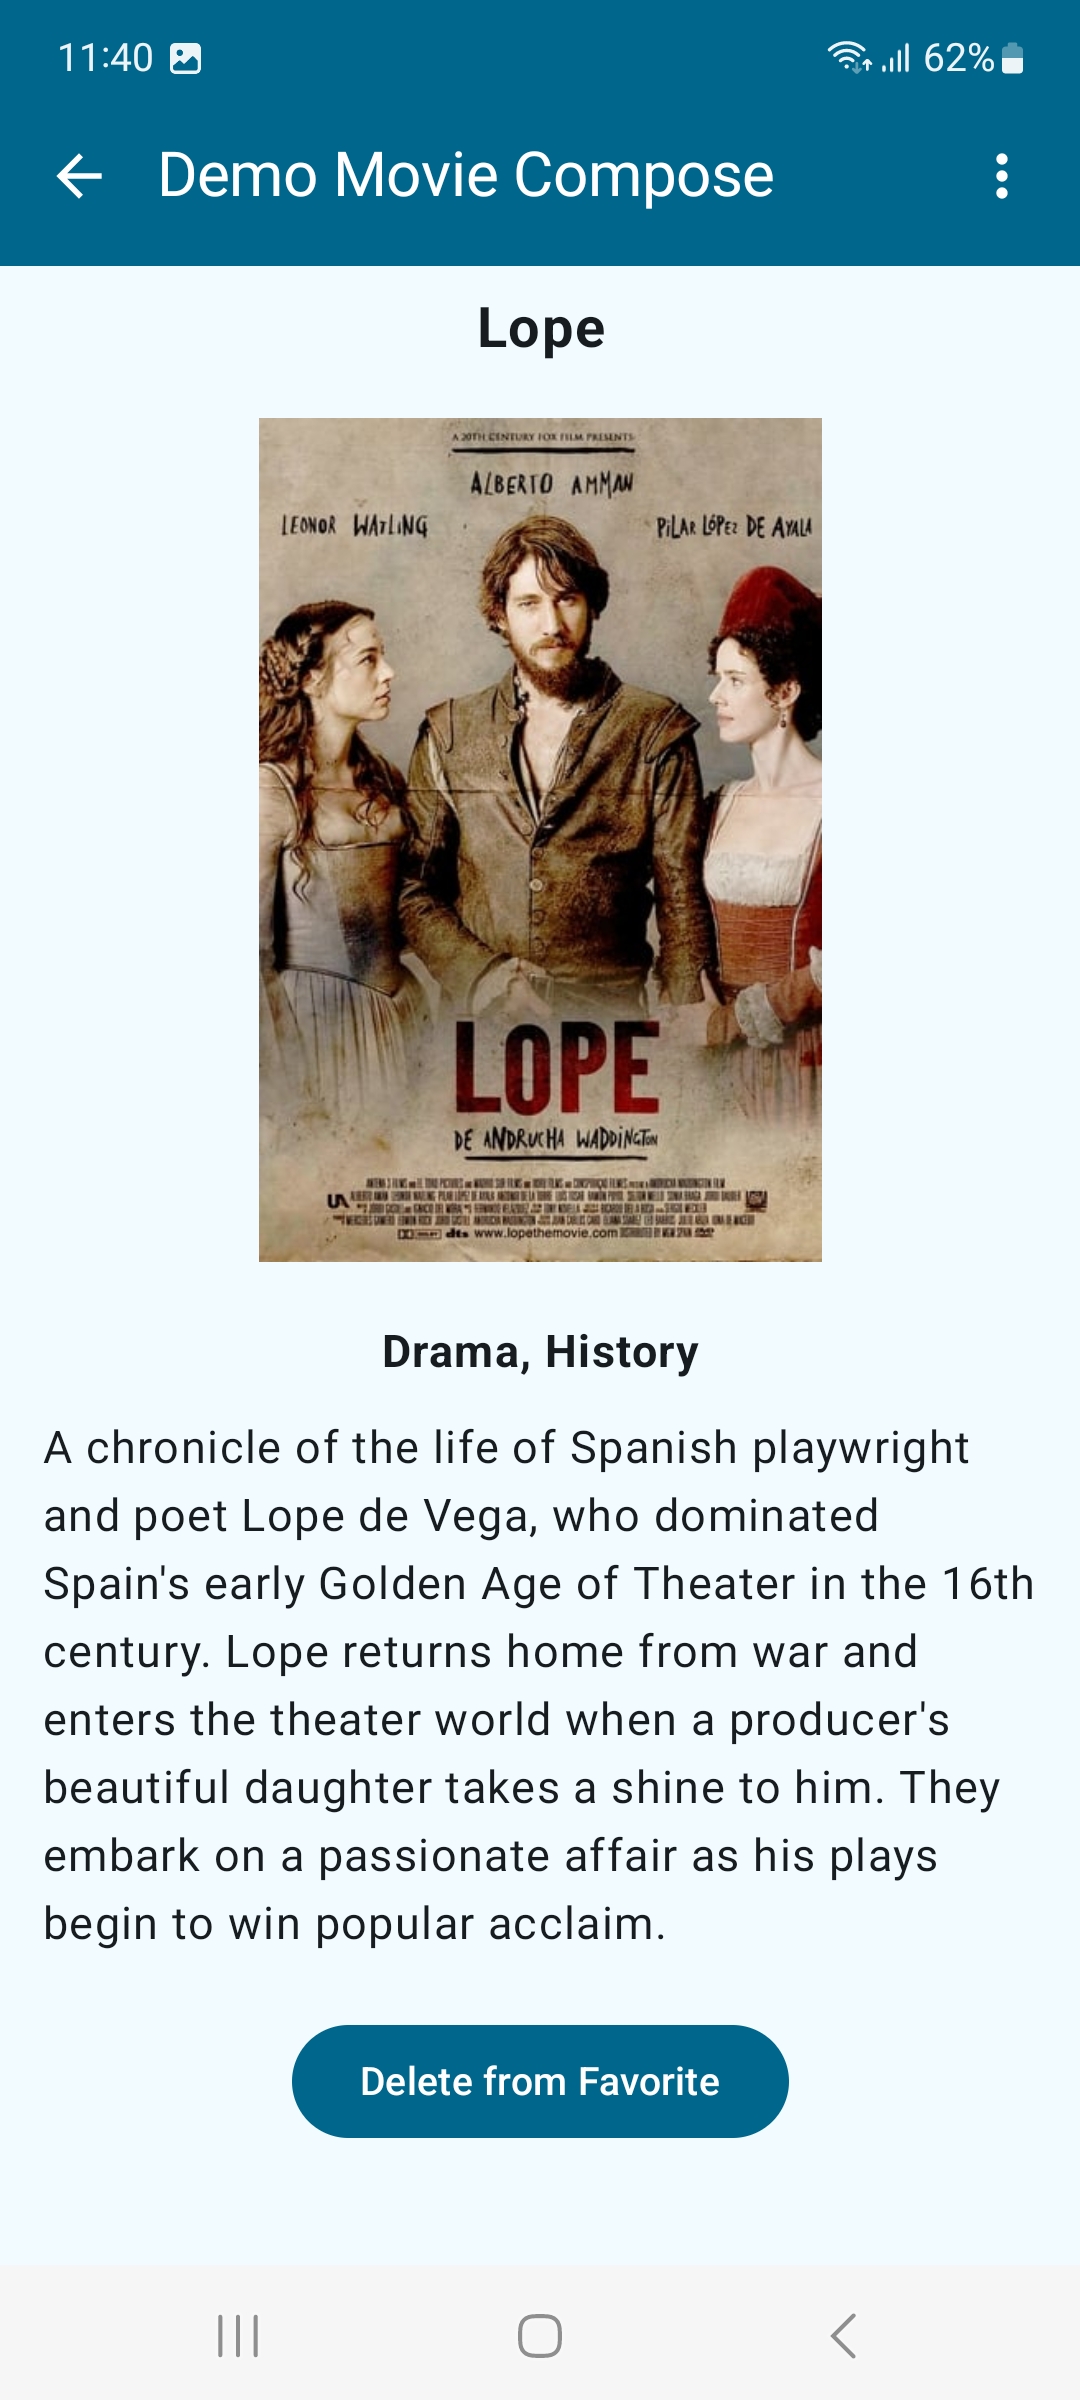 11:40
62%
Demo Movie Compose
Lope
A 20TH CENTURY FOX FILM PRESENTS
ALBERTO AMMAN
LEONOR WATLING
PILAR LÓPEZ DE AYALA
LOPE
DE ANDRUCHA WADDINGTON
dts www.lopethemovie.com
Drama, History
A chronicle of the life of Spanish playwright
and poet Lope de Vega, who dominated
Spain's early Golden Age of Theater in the 16th
century. Lope returns home from war and
enters the theater world when a producer's
beautiful daughter takes a shine to him. They
embark on a passionate affair as his plays
begin to win popular acclaim.
Delete from Favorite